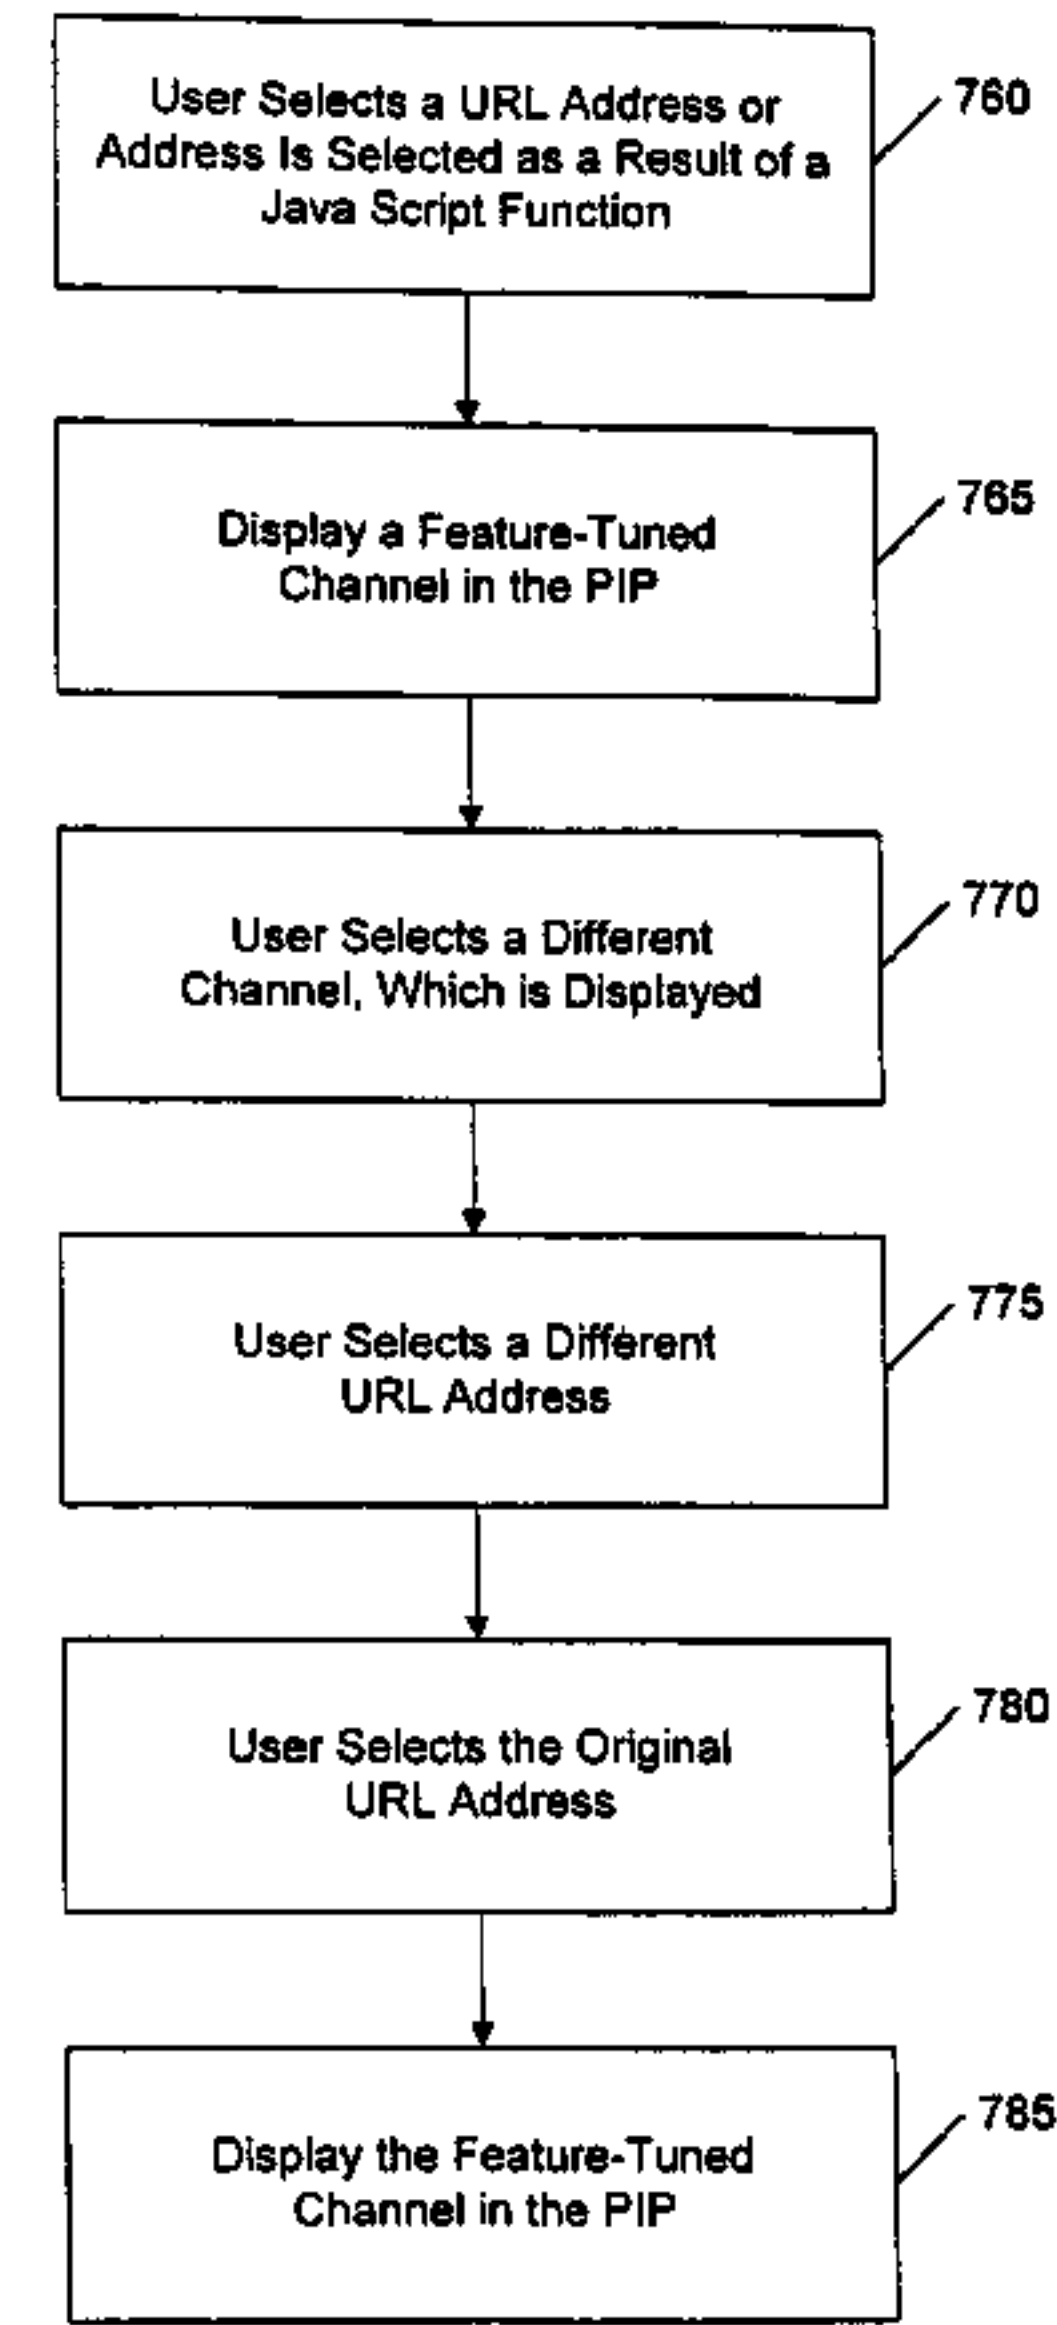 User Selects a URL Address or
Address Is Selected as a Result of a
Java Script Function
760
Display a Feature-Tuned
Channel in the PIP
765
User Selects a Different
Channel, Which is Displayed
770
User Selects a Different
URL Address
775
User Selects the Original
URL Address
780
Display the Feature-Tuned
Channel in the PIP
785